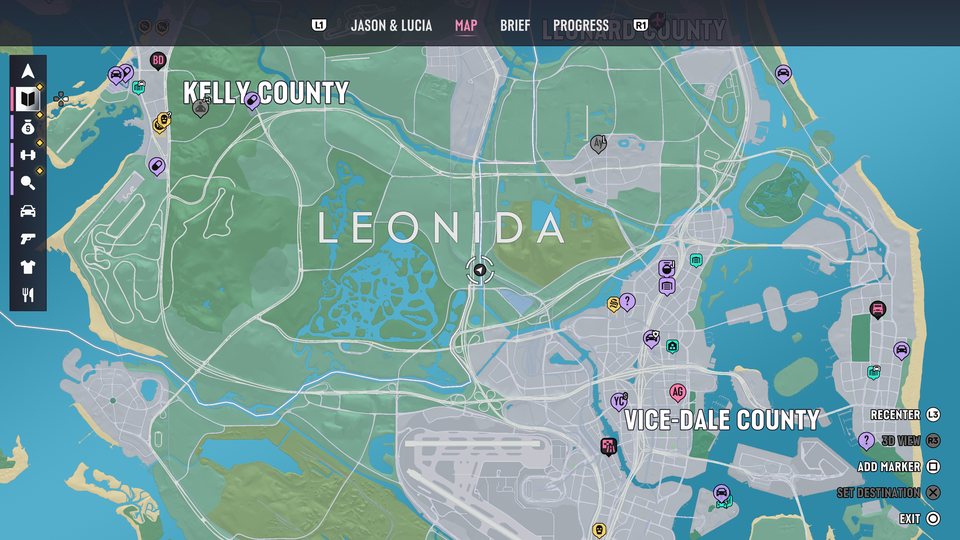 L1 JASON & LUCIA MAP BRIEF PROGRESS R1
LEONARD COUNTY
BD
KELLY COUNTY
LEONIDA
?
AG
YC
VICE-DALE COUNTY
RECENTER L3
? 3D VIEW R3
ADD MARKER
SET DESTINATION
EXIT